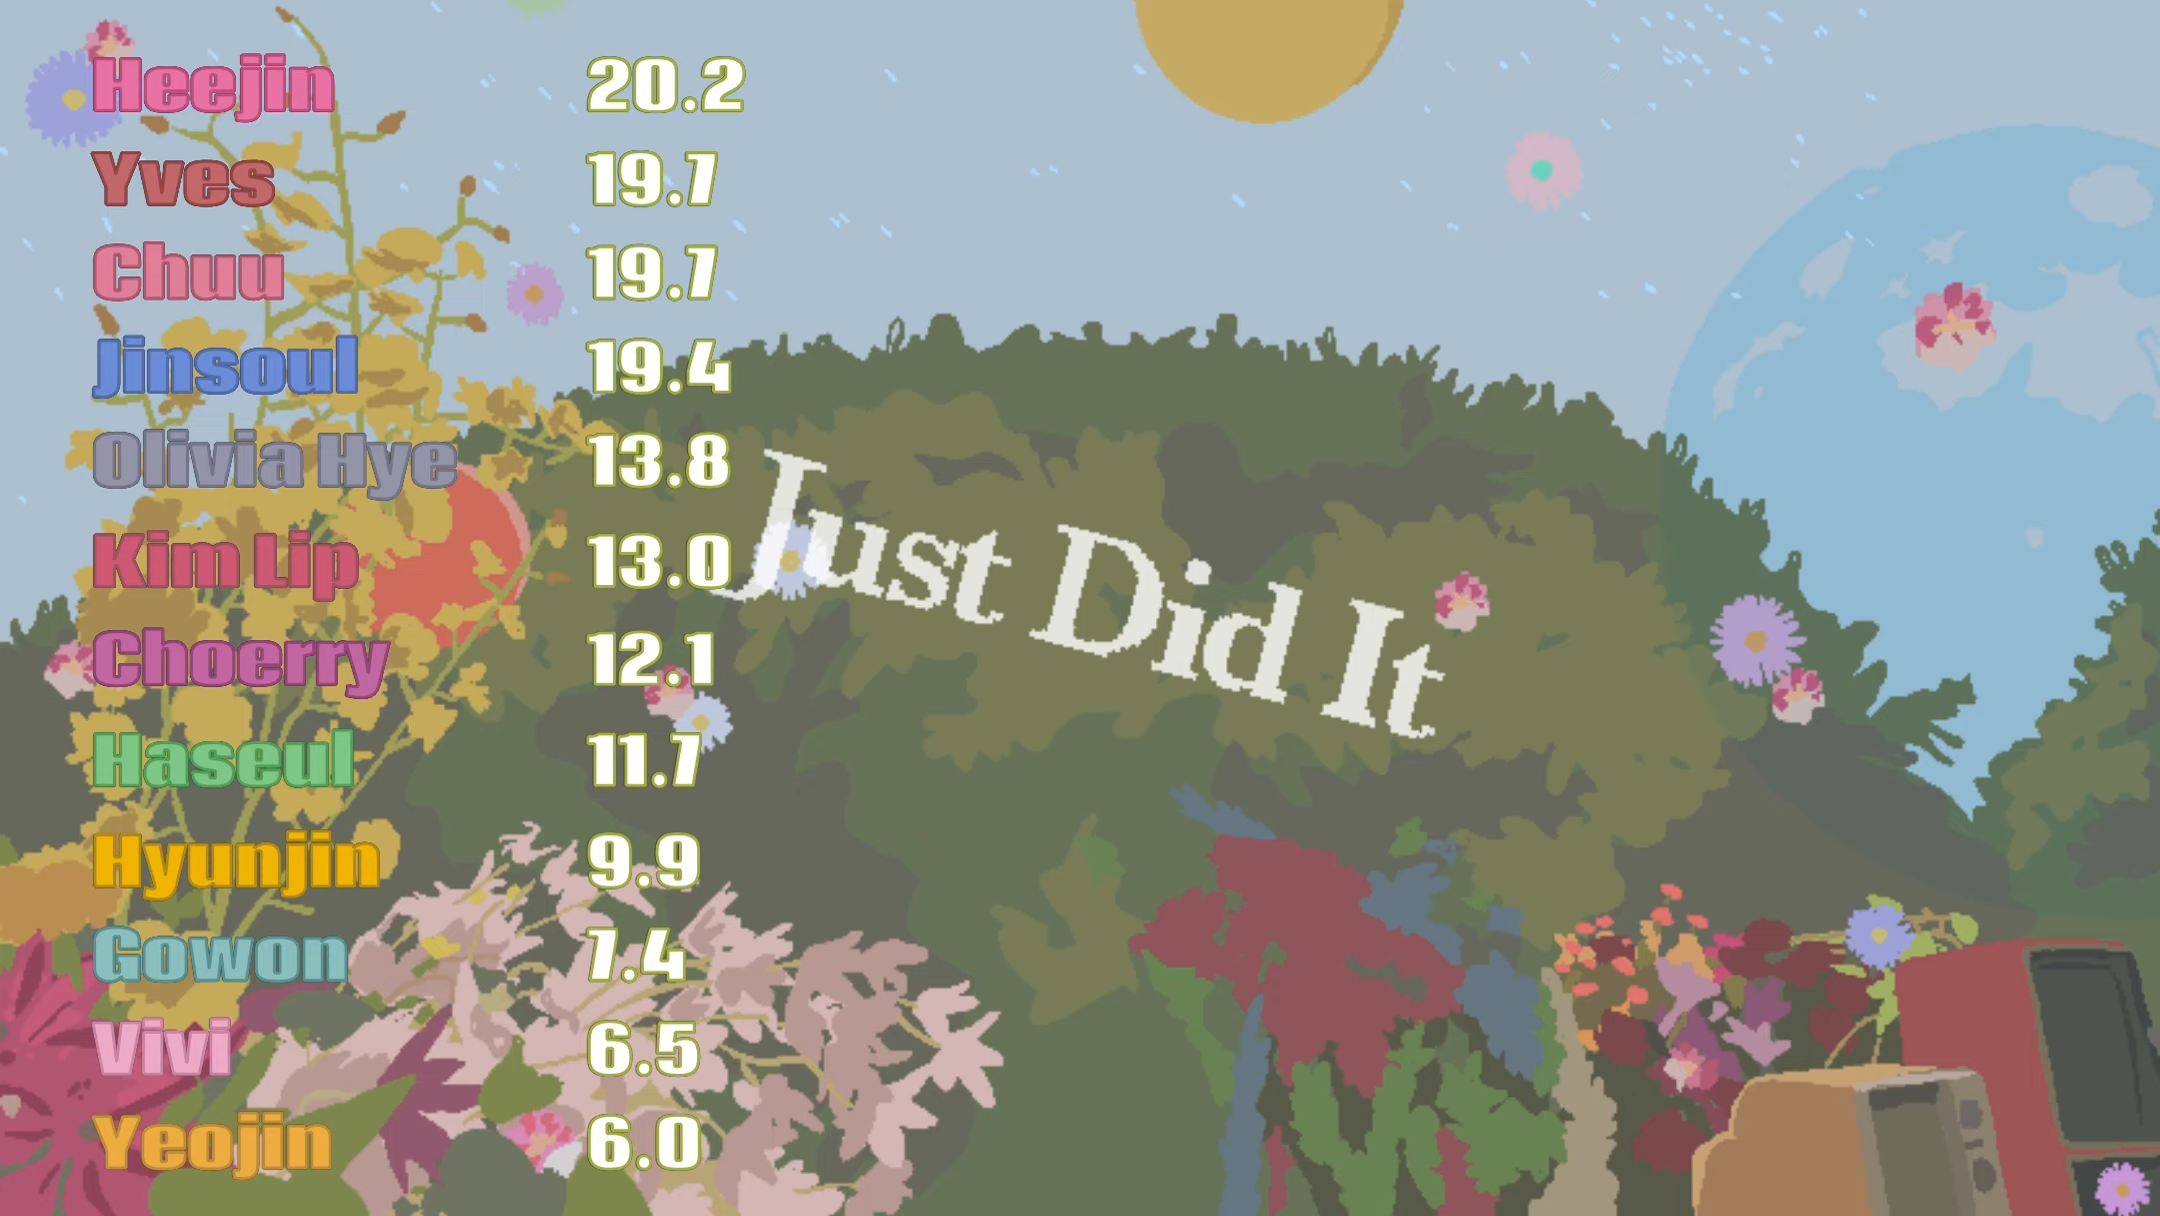 Heejin 20.2
Yves 19.7
Chuu 19.7
Jinsoul 19.4
Olivia Hye 13.8
Kim Lip 13.0
Choerry 12.1
Haseul 11.7
Hyunjin 9.9
Gowon 7.4
Vivi 6.5
Yeojin 6.0
Just Did It